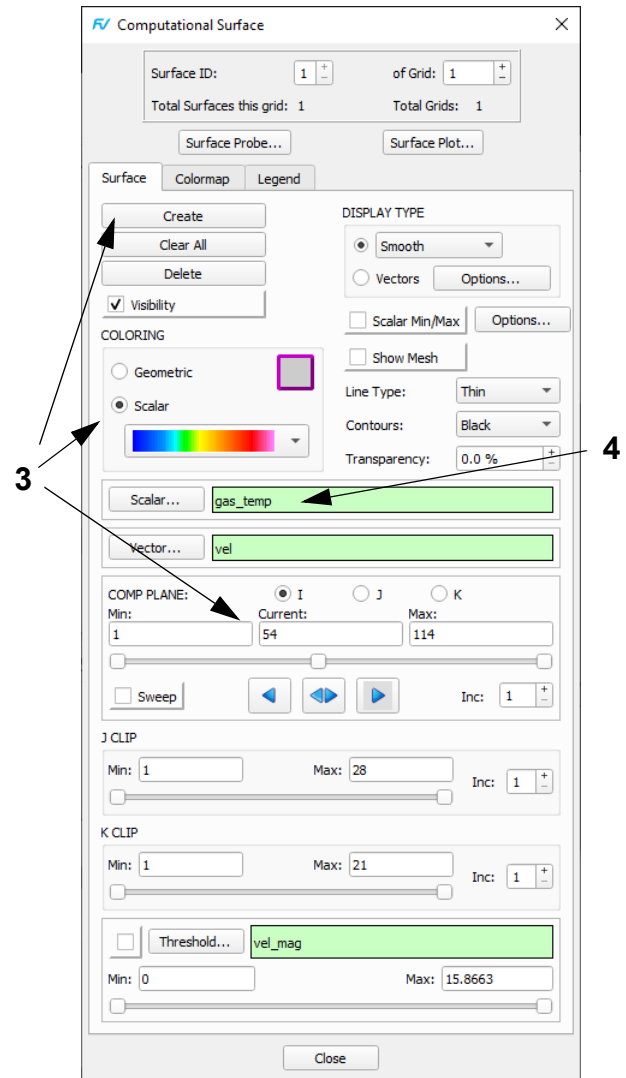 FV Computational Surface
Surface ID: 1 of Grid: 1
Total Surfaces this grid: 1 Total Grids: 1
Surface Probe... Surface Plot...
Surface Colormap Legend
Create
Clear All
Delete
Visibility
DISPLAY TYPE
Smooth
Vectors Options...
Scalar Min/Max Options...
Show Mesh
COLORING
Geometric
Scalar
Line Type: Thin
Contours: Black
Transparency: 0.0 %
3
4
Scalar... gas_temp
Vector... vel
COMP PLANE: I J K
Min: Current: Max:
1 54 114
Sweep Inc: 1
J CLIP
Min: 1 Max: 28 Inc: 1
K CLIP
Min: 1 Max: 21 Inc: 1
Threshold... vel_mag
Min: 0 Max: 15.8663
Close